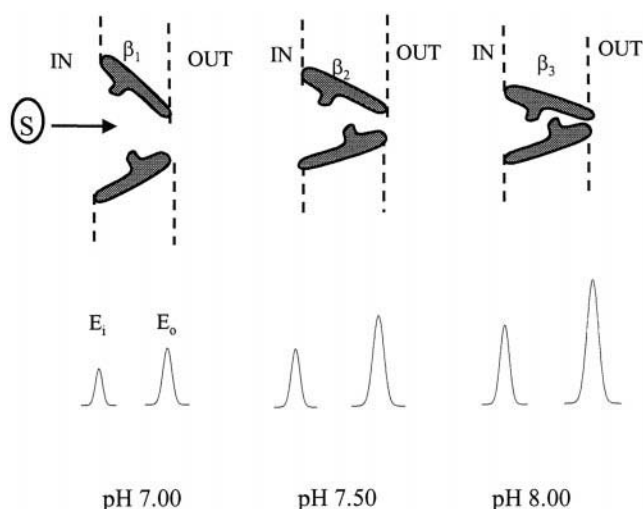 IN β₁ OUT
IN β₂ OUT
IN β₃ OUT
S
Eᵢ Eₒ
pH 7.00 pH 7.50 pH 8.00